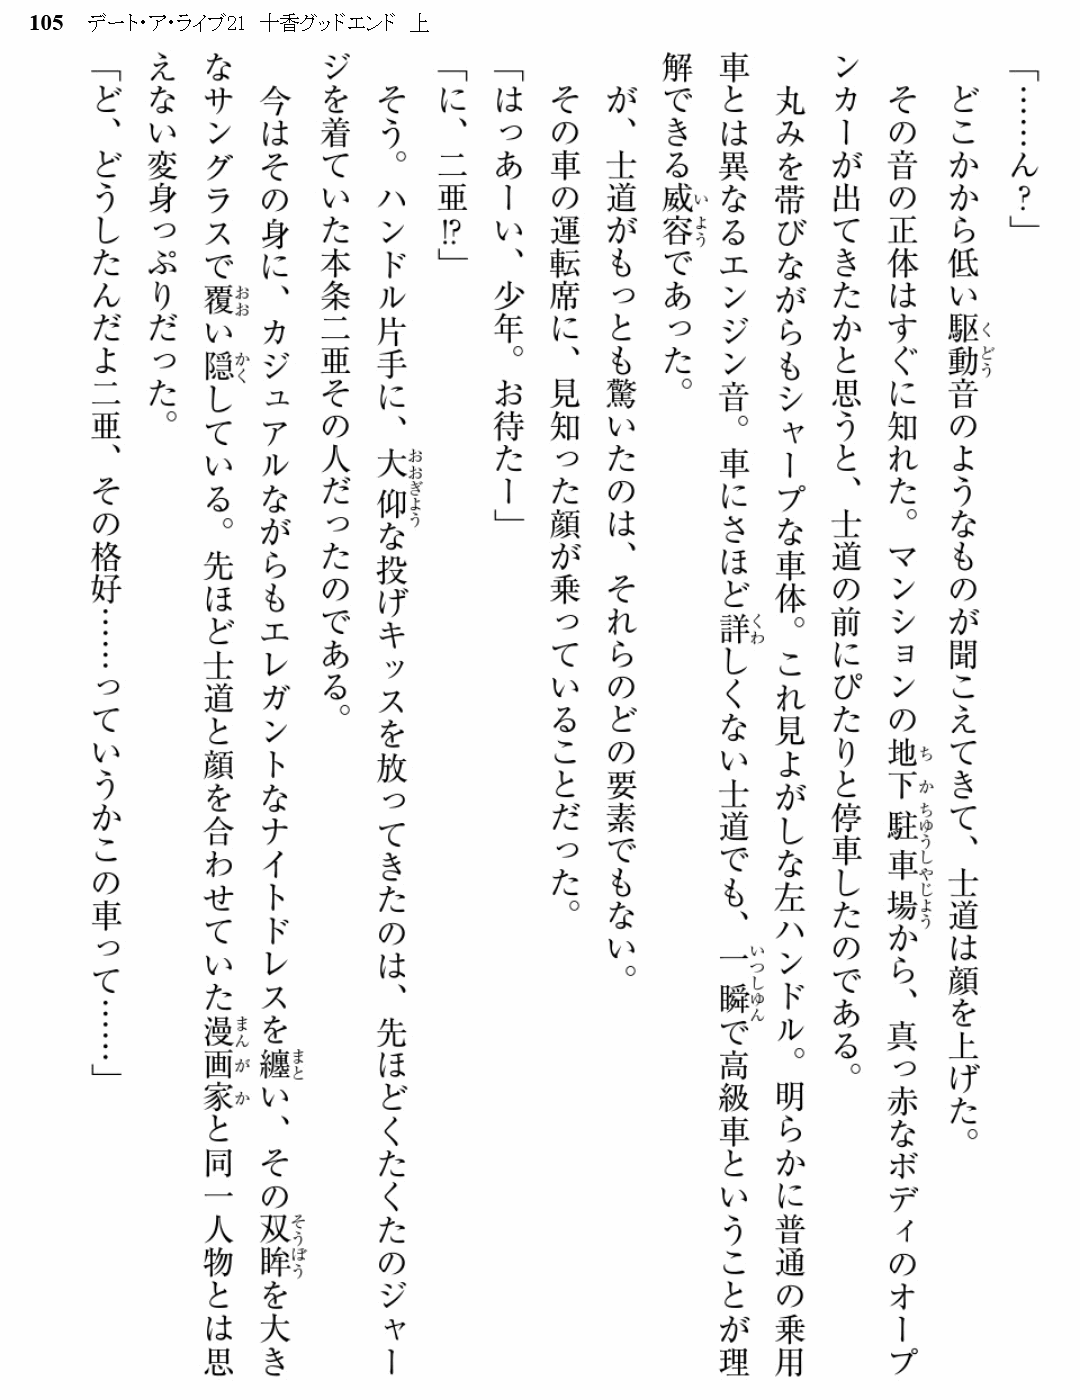 105 デート・ア・ライブ21 十香グッドエンド 上
「……ん?」
どこかから低い駆動音のようなものが聞こえてきて、士道は顔を上げた。
その音の正体はすぐに知れた。マンションの地下駐車場から、真っ赤なボディのオープ
ンカーが出てきたかと思うと、士道の前にぴたりと停車したのである。
丸みを帯びながらもシャープな車体。これ見よがしな左ハンドル。明らかに普通の乗用
車とは異なるエンジン音。車にさほど詳しくない士道でも、一瞬で高級車ということが理
解できる威容であった。
が、士道がもっとも驚いたのは、それらのどの要素でもない。
その車の運転席に、見知った顔が乗っていることだった。
「はっあーい、少年。お待たー」
「に、二亜!?」
そう。ハンドル片手に、大仰な投げキッスを放ってきたのは、先ほどくたくたのジャー
ジを着ていた本条二亜その人だったのである。
今はその身に、カジュアルながらもエレガントなナイトドレスを纏い、その双眸を大き
なサングラスで覆い隠している。先ほど士道と顔を合わせていた漫画家と同一人物とは思
えない変身っぷりだった。
「ど、どうしたんだよ二亜、その格好……っていうかこの車って……」